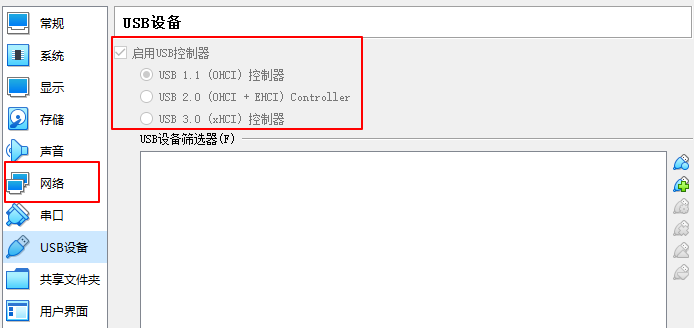 常规
系统
显示
存储
声音
网络
串口
USB设备
共享文件夹
用户界面
USB设备
启用USB控制器
USB 1.1 (OHCI) 控制器
USB 2.0 (OHCI + EHCI) Controller
USB 3.0 (xHCI) 控制器
USB设备筛选器(F)